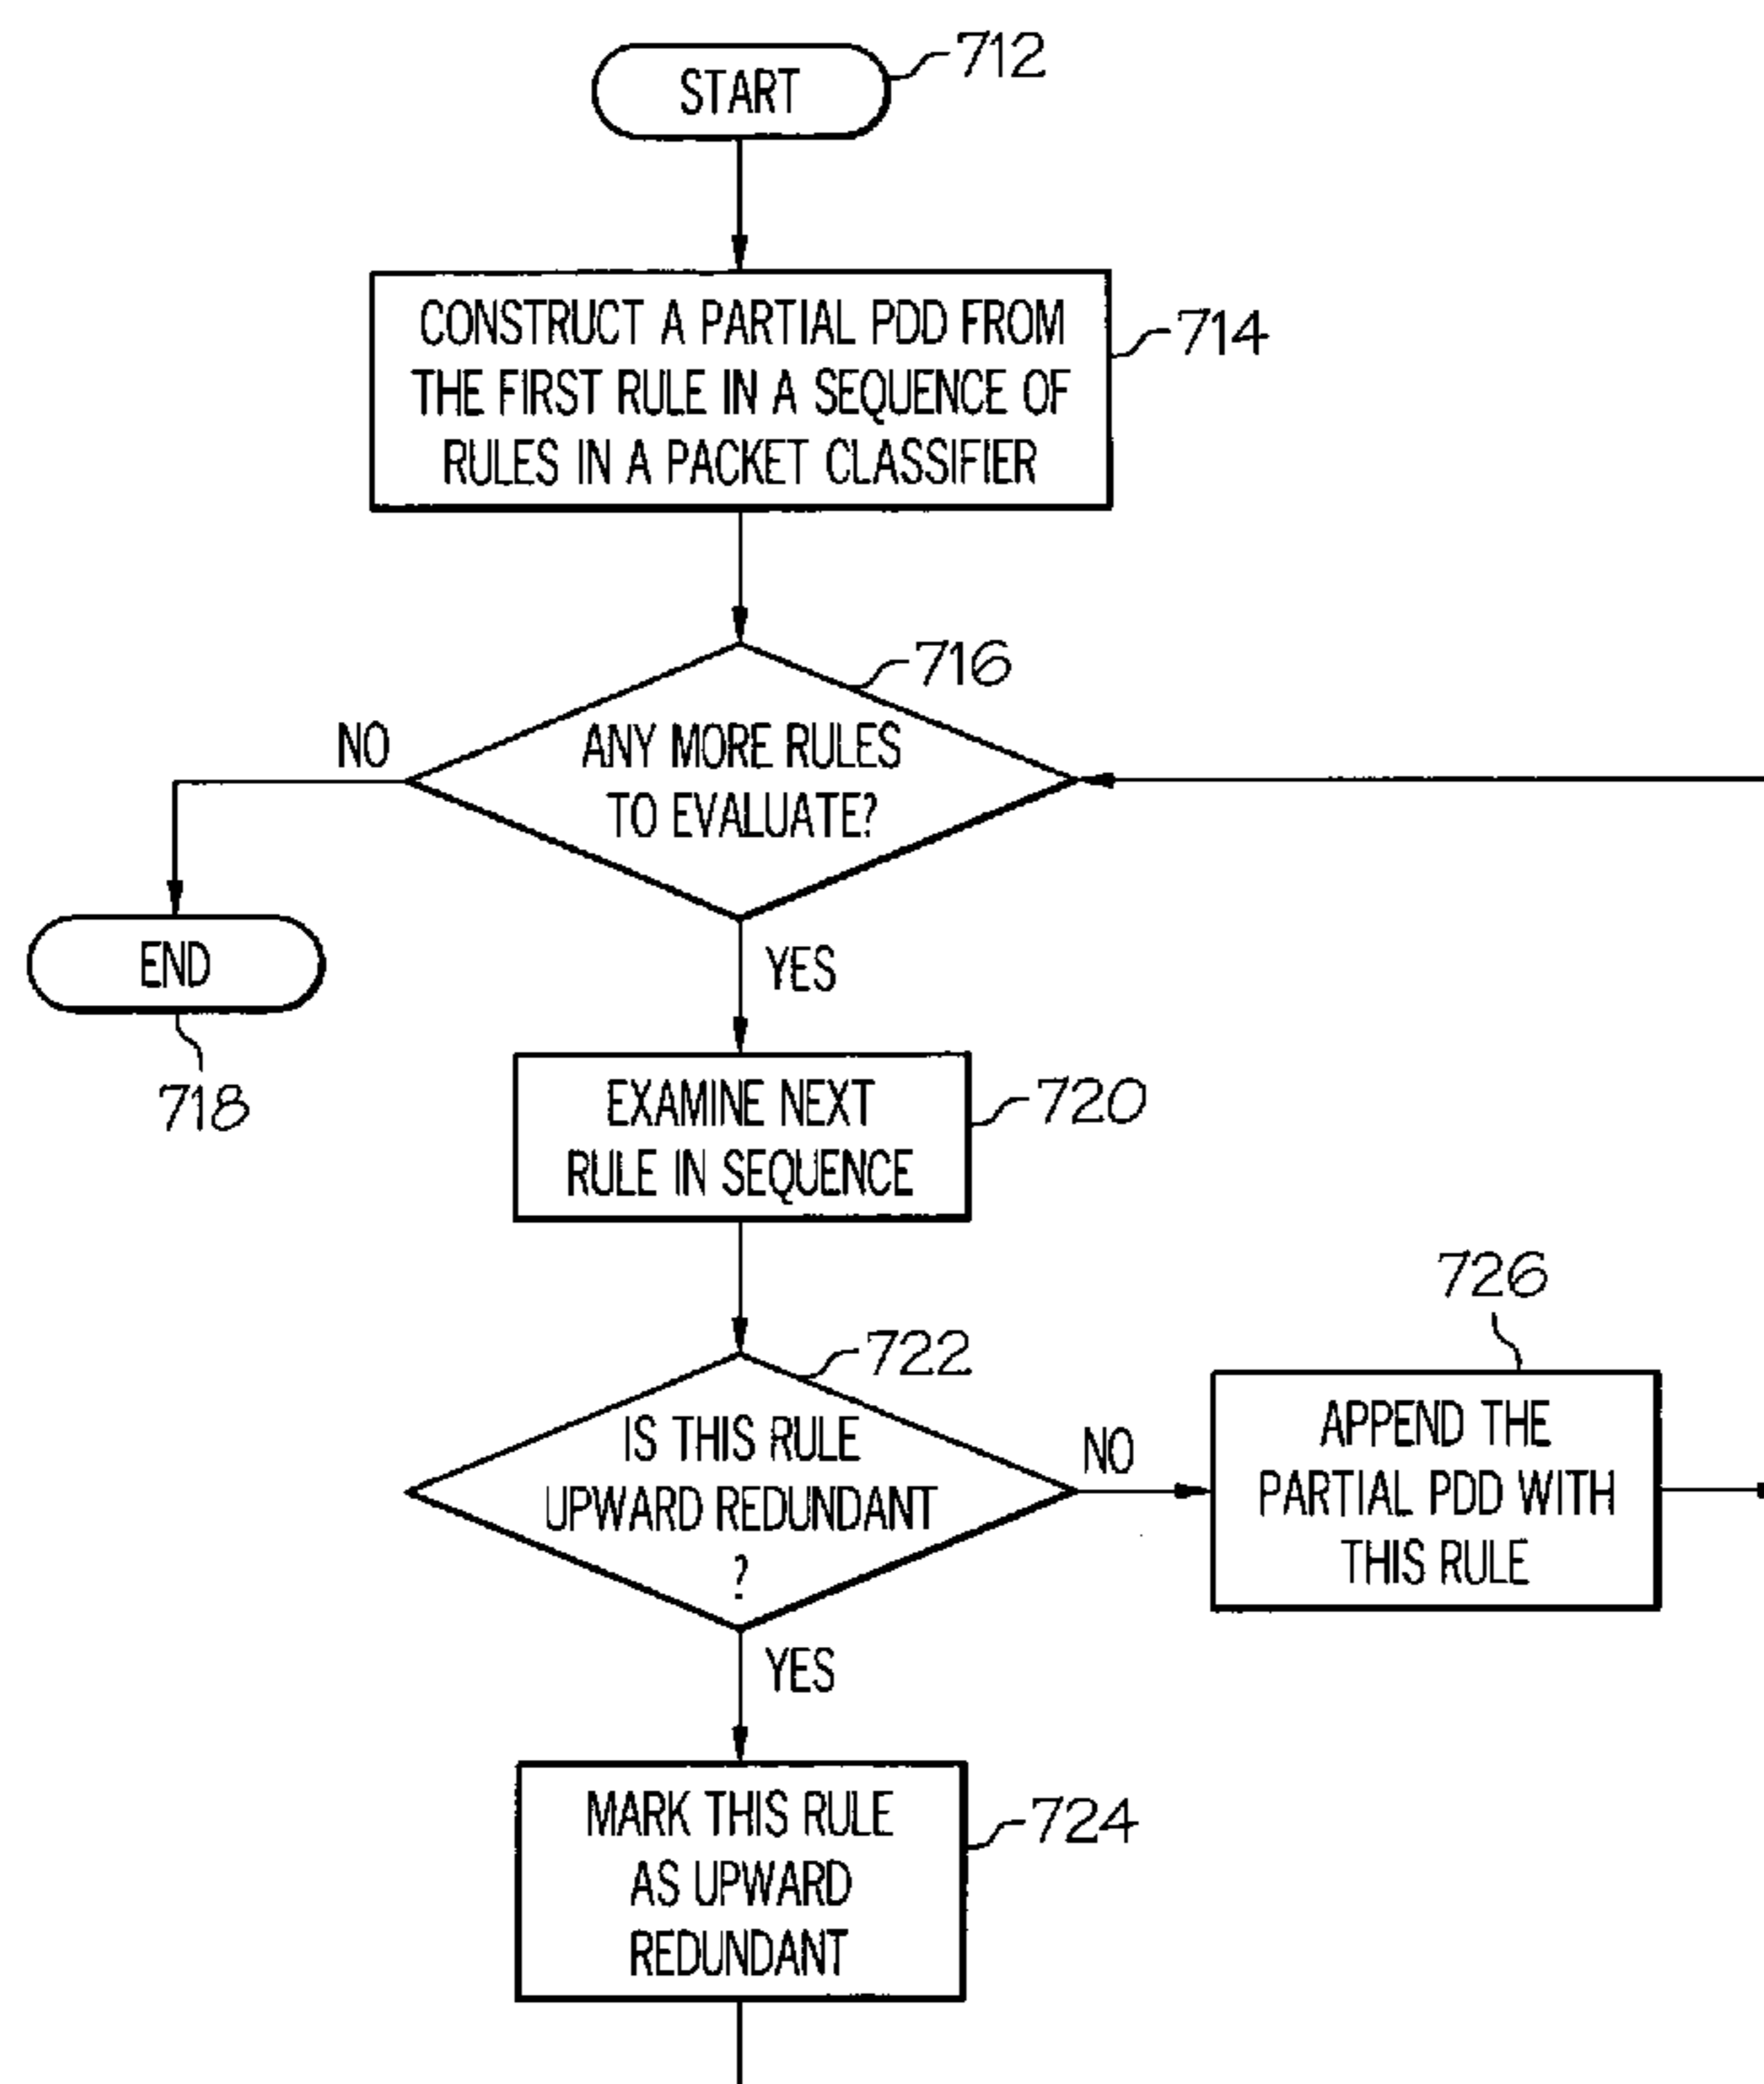 START
712
CONSTRUCT A PARTIAL PDD FROM
THE FIRST RULE IN A SEQUENCE OF
RULES IN A PACKET CLASSIFIER
714
716
ANY MORE RULES
TO EVALUATE?
NO
END
718
YES
EXAMINE NEXT
RULE IN SEQUENCE
720
722
IS THIS RULE
UPWARD REDUNDANT
?
NO
726
APPEND THE
PARTIAL PDD WITH
THIS RULE
YES
MARK THIS RULE
AS UPWARD
REDUNDANT
724